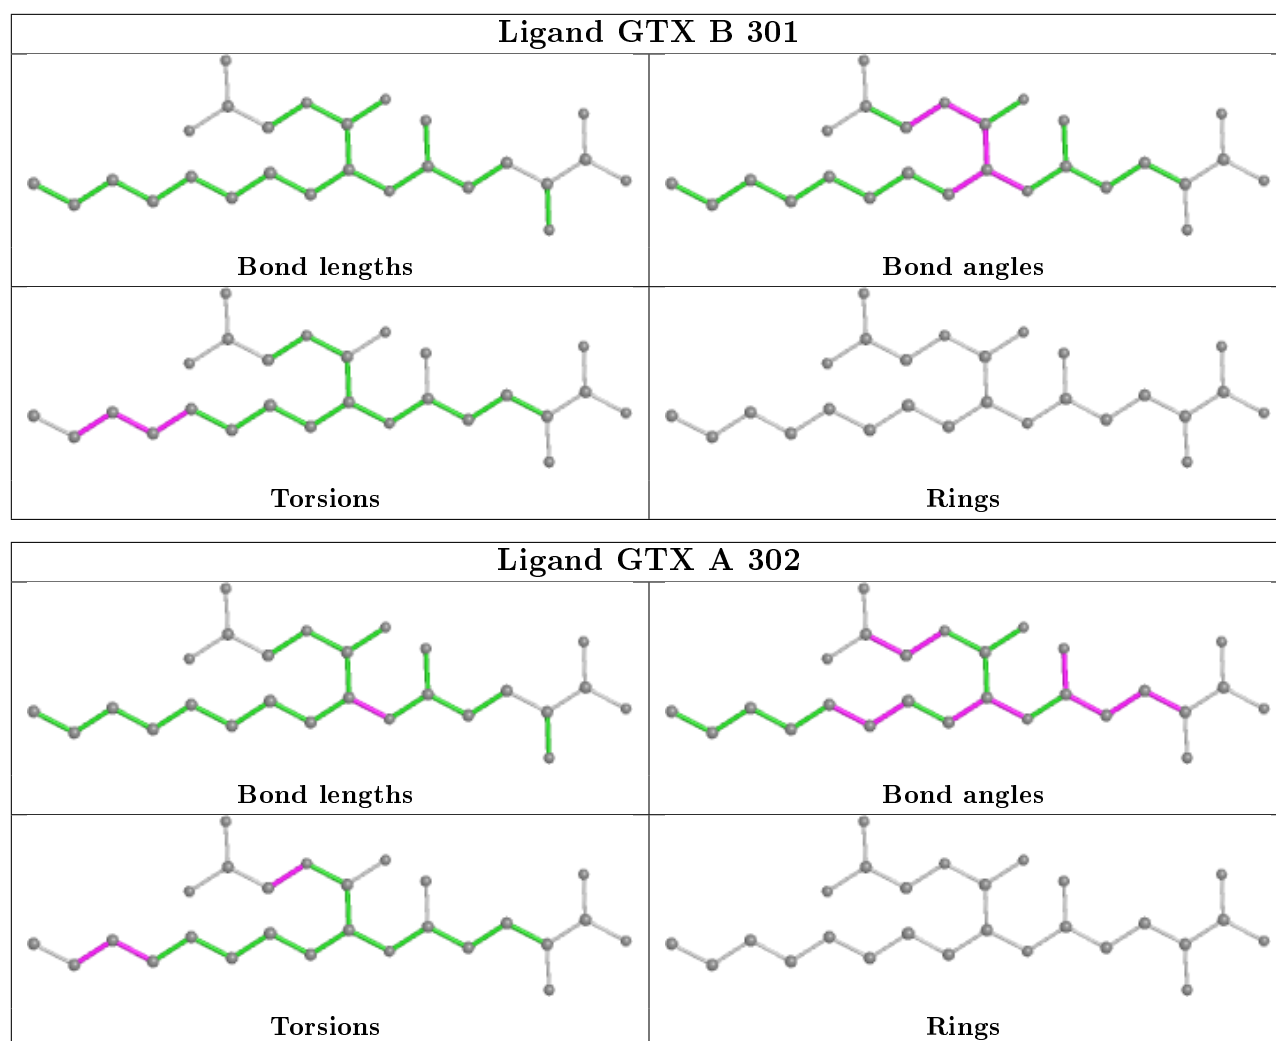 Ligand GTX B 301
Bond lengths
Bond angles
Torsions
Rings
Ligand GTX A 302
Bond lengths
Bond angles
Torsions
Rings